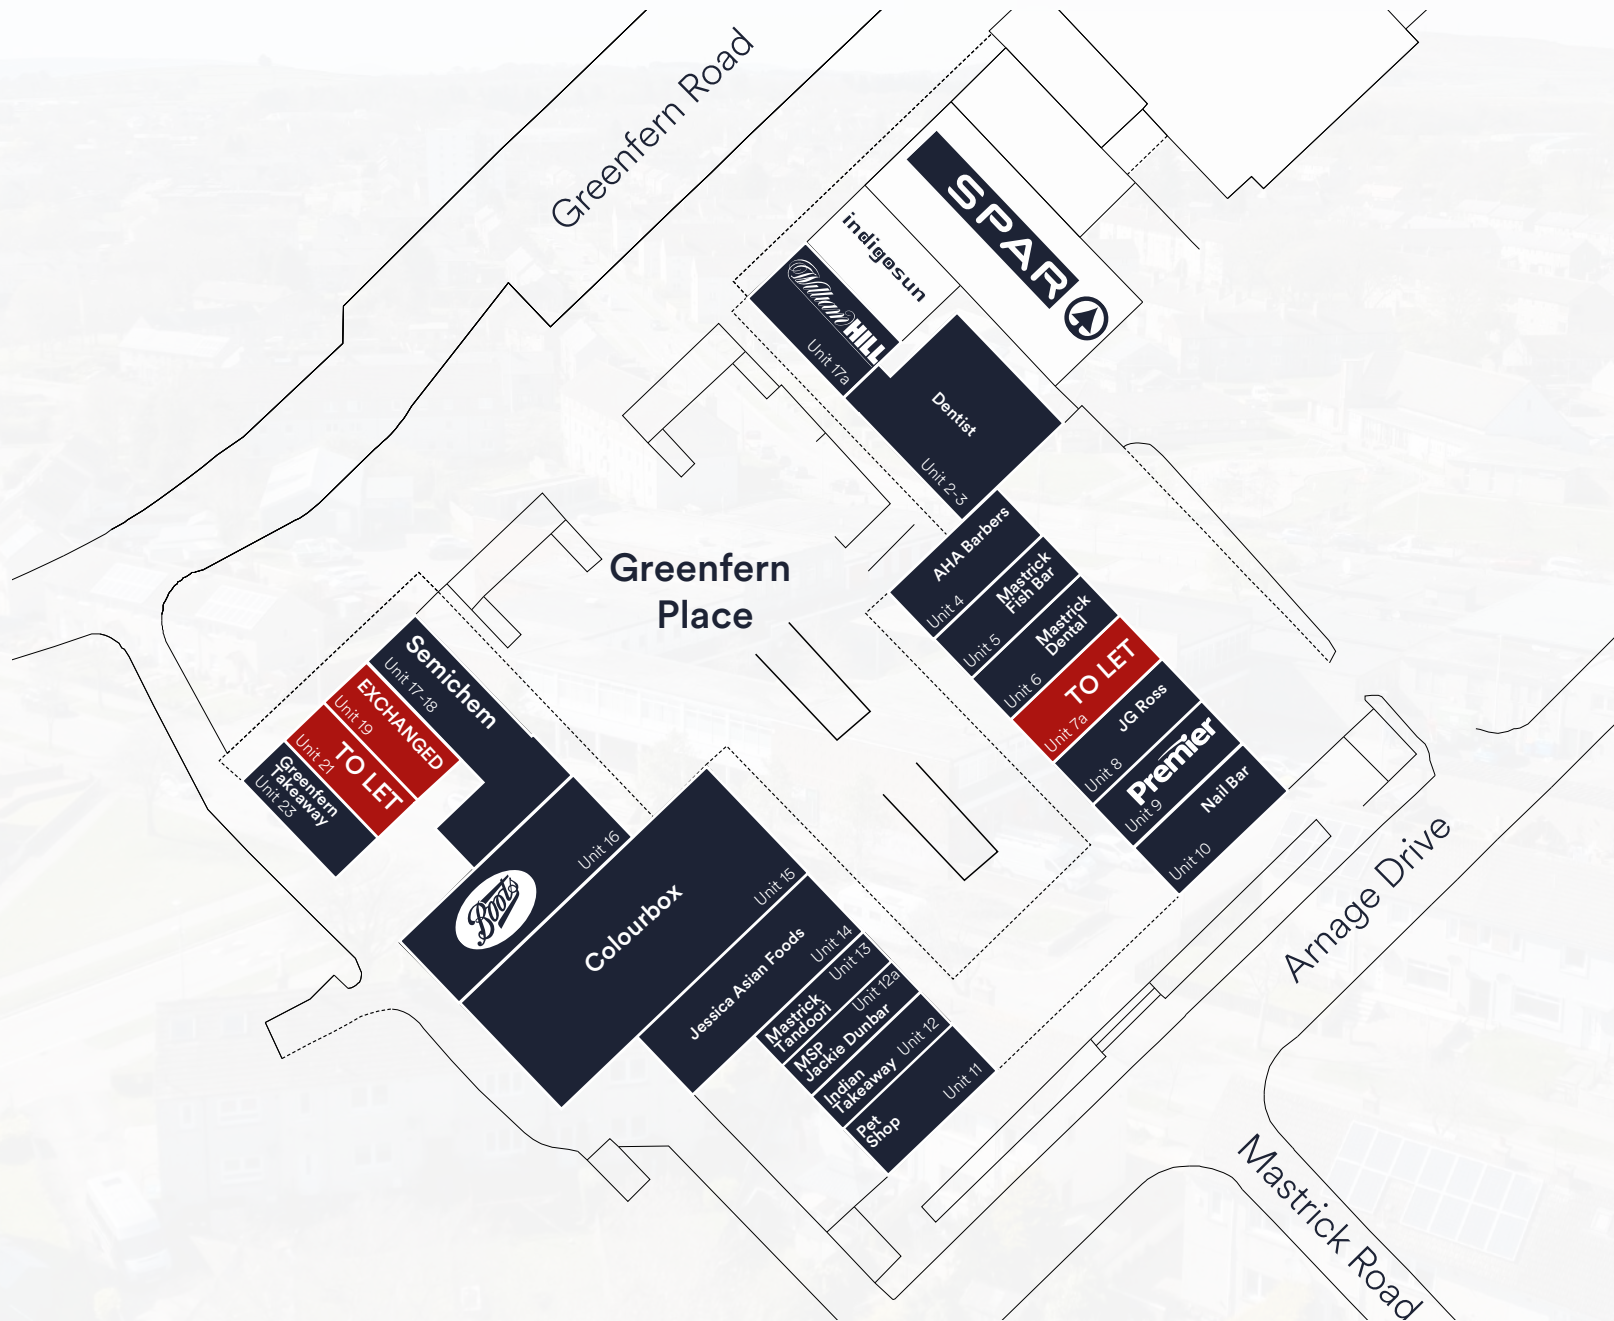 Greenfern Road
SPAR
indigosun
William
HILL
Unit 17a
Dentist
Unit 2-3
AHA Barbers
Unit 4
Mastrick
Fish Bar
Unit 5
Mastrick
Dental
Unit 6
TO LET
Unit 7a
JG Ross
Unit 8
Premier
Unit 9
Nail Bar
Unit 10
Greenfern
Place
Semichem
Unit 17-18
EXCHANGED
Unit 19
TO LET
Unit 21
Greenfern
Takeaway
Unit 23
Unit 16
Boots
Colourbox
Unit 15
Jessica Asian Foods
Unit 14
Unit 13
Mastrick
Tandoori
Unit 12a
MSP
Jackie Dunbar
Unit 12
Indian
Takeaway
Unit 11
Pet
Shop
Arnage Drive
Mastrick Road